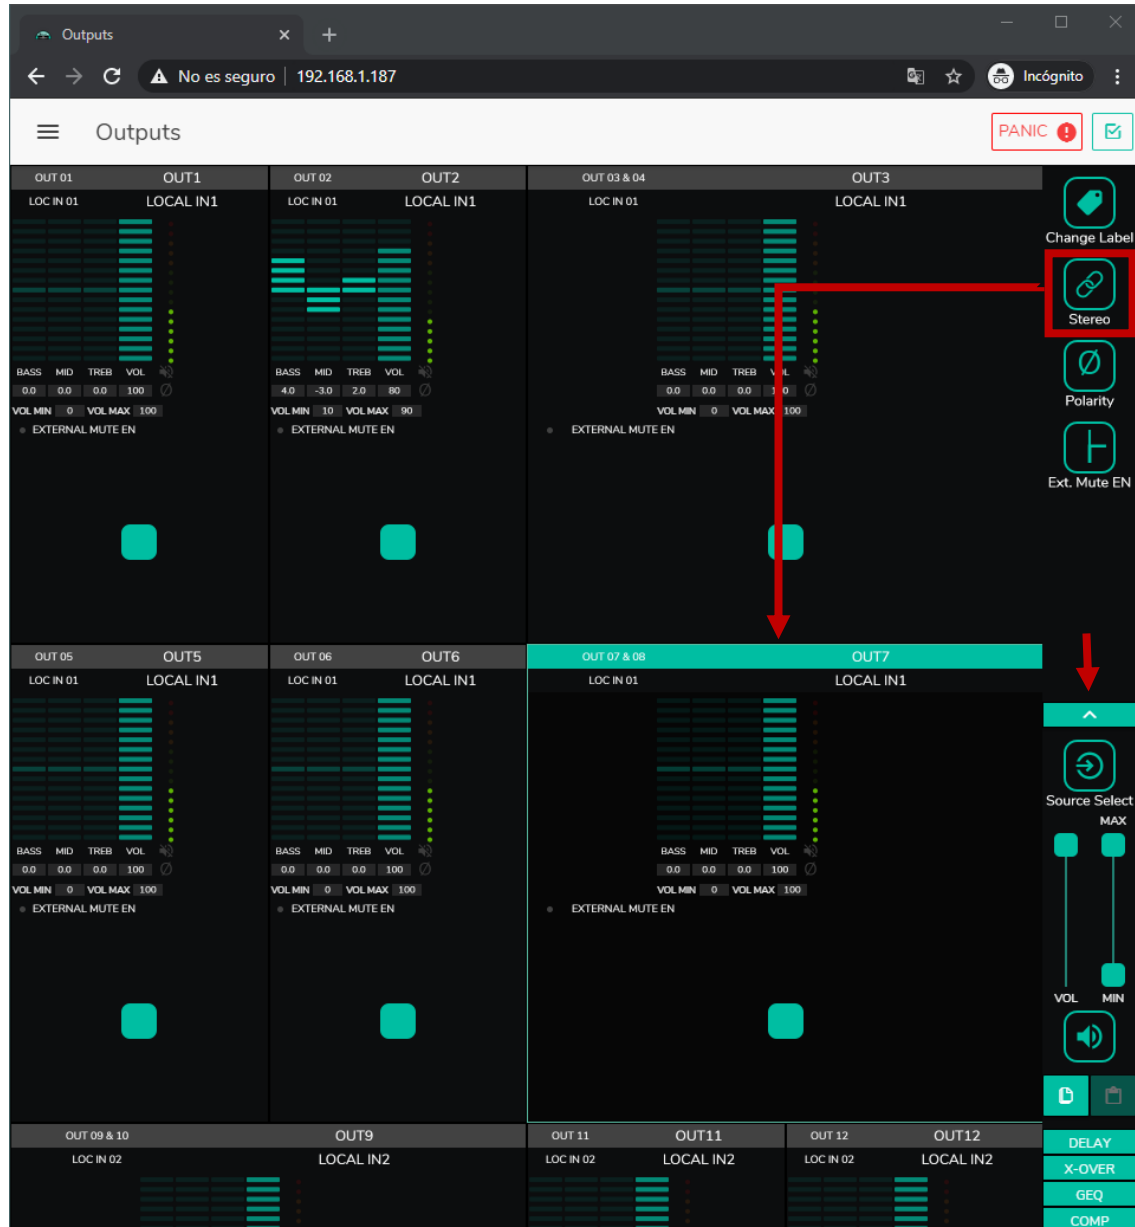 Outputs
No es seguro | 192.168.1.187
Incógnito
Outputs
PANIC
OUT 01 OUT1
LOC IN 01 LOCAL IN1
BASS MID TREB VOL
0.0 0.0 0.0 100
VOL MIN 0 VOL MAX 100
EXTERNAL MUTE EN
OUT 02 OUT2
LOC IN 01 LOCAL IN1
BASS MID TREB VOL
4.0 -3.0 2.0 80
VOL MIN 10 VOL MAX 90
EXTERNAL MUTE EN
OUT 03 & 04 OUT3
LOC IN 01 LOCAL IN1
BASS MID TREB
0.0 0.0 0.0
VOL MIN 0 VOL MAX 100
EXTERNAL MUTE EN
Change Label
Stereo
Polarity
Ext. Mute EN
OUT 05 OUT5
LOC IN 01 LOCAL IN1
BASS MID TREB VOL
0.0 0.0 0.0 100
VOL MIN 0 VOL MAX 100
EXTERNAL MUTE EN
OUT 06 OUT6
LOC IN 01 LOCAL IN1
BASS MID TREB VOL
0.0 0.0 0.0 100
VOL MIN 0 VOL MAX 100
EXTERNAL MUTE EN
OUT 07 & 08 OUT7
LOC IN 01 LOCAL IN1
BASS MID TREB VOL
0.0 0.0 0.0 100
VOL MIN 0 VOL MAX 100
EXTERNAL MUTE EN
Source Select
MAX
VOL MIN
OUT 09 & 10 OUT9
LOC IN 02 LOCAL IN2
OUT 11 OUT11
LOC IN 02 LOCAL IN2
OUT 12 OUT12
LOC IN 02 LOCAL IN2
DELAY
X-OVER
GEQ
COMP